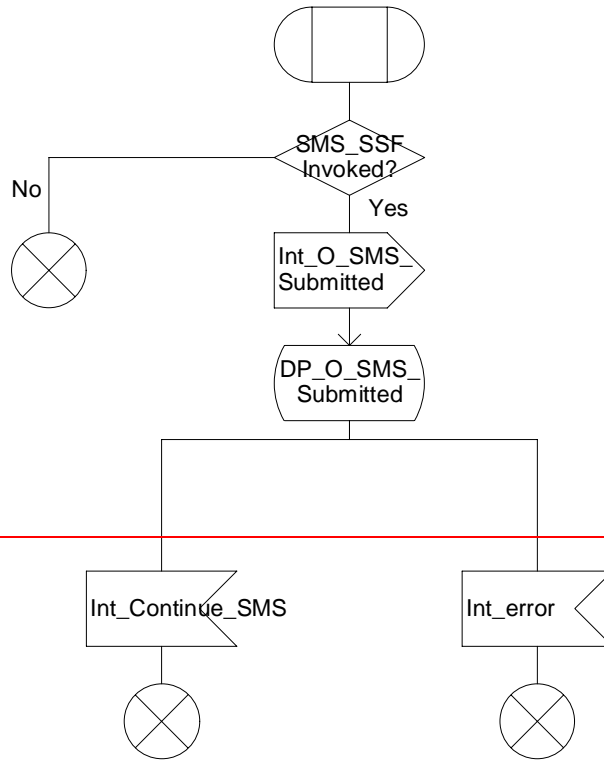 SMS_SSF
Invoked?
No
Yes
Int_O_SMS_
Submitted
DP_O_SMS_
Submitted
Int_Continue_SMS
Int_error